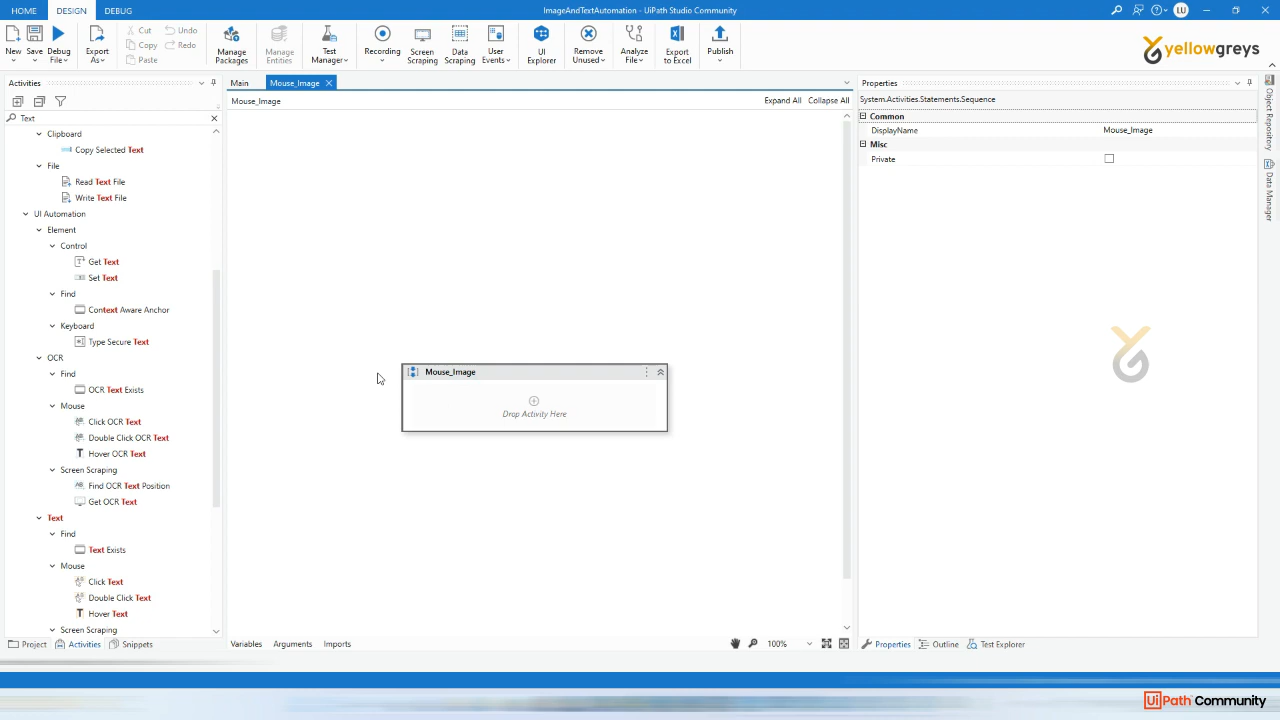 HOME DESIGN DEBUG ImageAndTextAutomation - UiPath Studio Community LU
New Save Debug File Export As Cut Copy Paste Undo Redo Manage Packages Manage Entities Test Manager Recording Screen Scraping Data Scraping User Events UI Explorer Remove Unused Analyze File Export to Excel Publish
yellowgreys
Activities
Text
Clipboard
Copy Selected Text
File
Read Text File
Write Text File
UI Automation
Element
Control
Get Text
Set Text
Find
Context Aware Anchor
Keyboard
Type Secure Text
OCR
Find
OCR Text Exists
Mouse
Click OCR Text
Double Click OCR Text
Hover OCR Text
Screen Scraping
Find OCR Text Position
Get OCR Text
Text
Find
Text Exists
Mouse
Click Text
Double Click Text
Hover Text
Screen Scraping
Project Activities Snippets
Main Mouse_Image
Mouse_Image Expand All Collapse All
Mouse_Image
Drop Activity Here
Variables Arguments Imports 100%
Properties
System.Activities.Statements.Sequence
Common
DisplayName Mouse_Image
Misc
Private
Properties Outline Test Explorer
Object Repository
Data Manager
UiPath Community